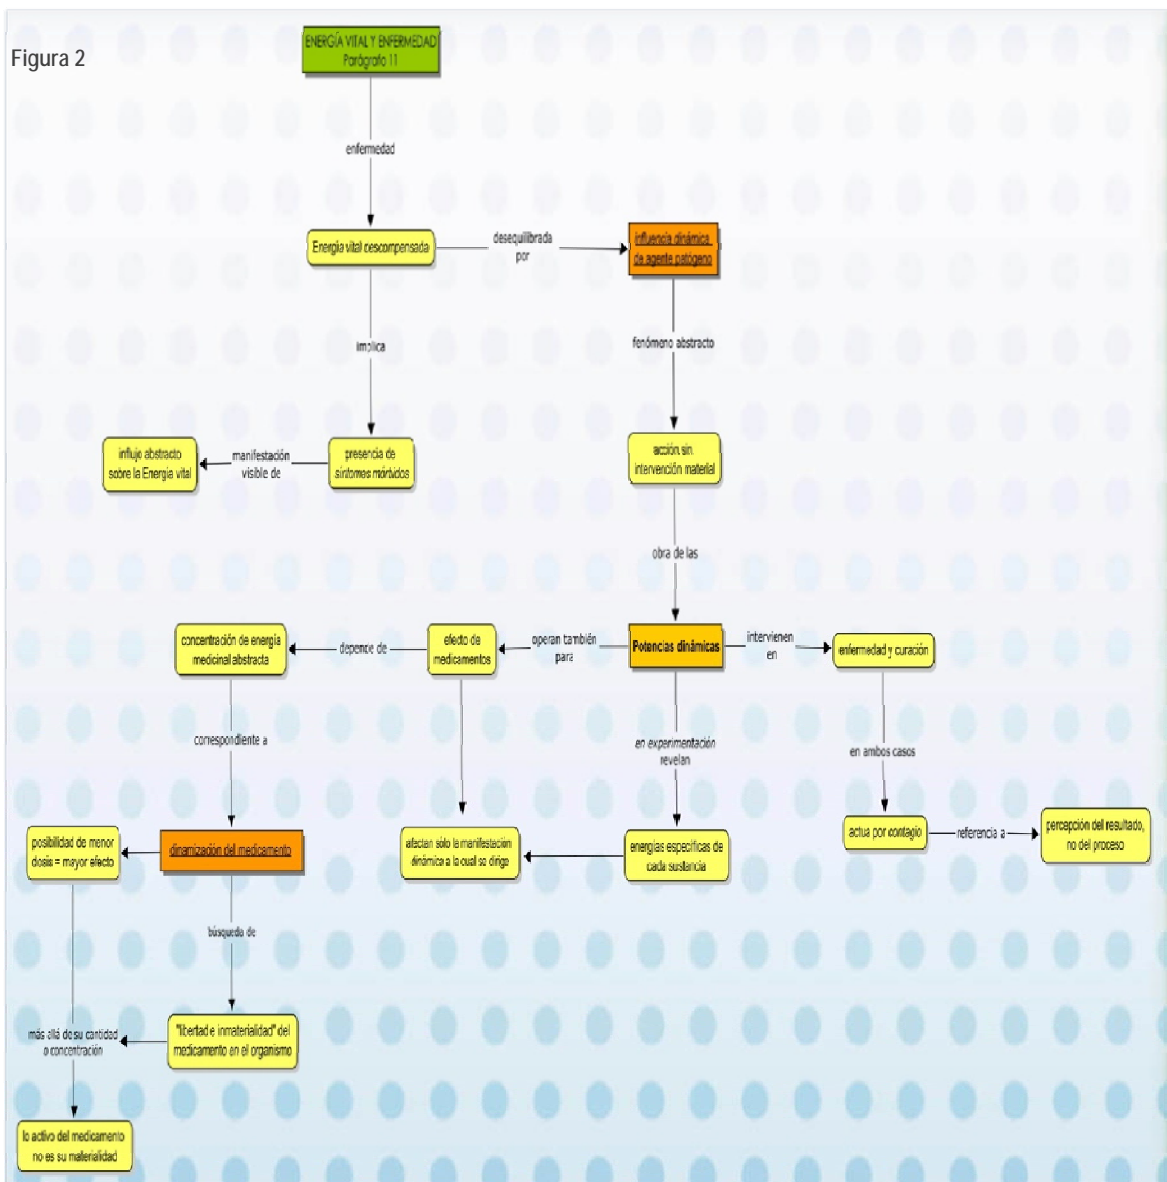 Figura 2
ENERGÍA VITAL Y ENFERMEDAD
Parágrafo 11
enfermedad
Energía vital descompensada
desequilibrada
por
influencia dinámica
de agente patógeno
implica
fenómeno abstracto
influjo abstracto
sobre la Energía vital
manifestación
visible de
presencia de
síntomas mórbidos
acción sin
intervención material
obra de las
concentración de energía
medicinal abstracta
depende de
efecto de
medicamentos
operan también
para
Potencias dinámicas
intervienen
en
enfermedad y curación
correspondiente a
en experimentación
revelan
en ambos casos
posibilidad de menor
dosis = mayor efecto
dinamización del medicamento
afectan solo la manifestación
dinámica a la cual se dirige
energías específicas de
cada sustancia
actua por contagio
referencia a
percepción del resultado,
no del proceso
búsqueda de
más allá de su cantidad
o concentración
"libertad e inmaterialidad" del
medicamento en el organismo
lo activo del medicamento
no es su materialidad